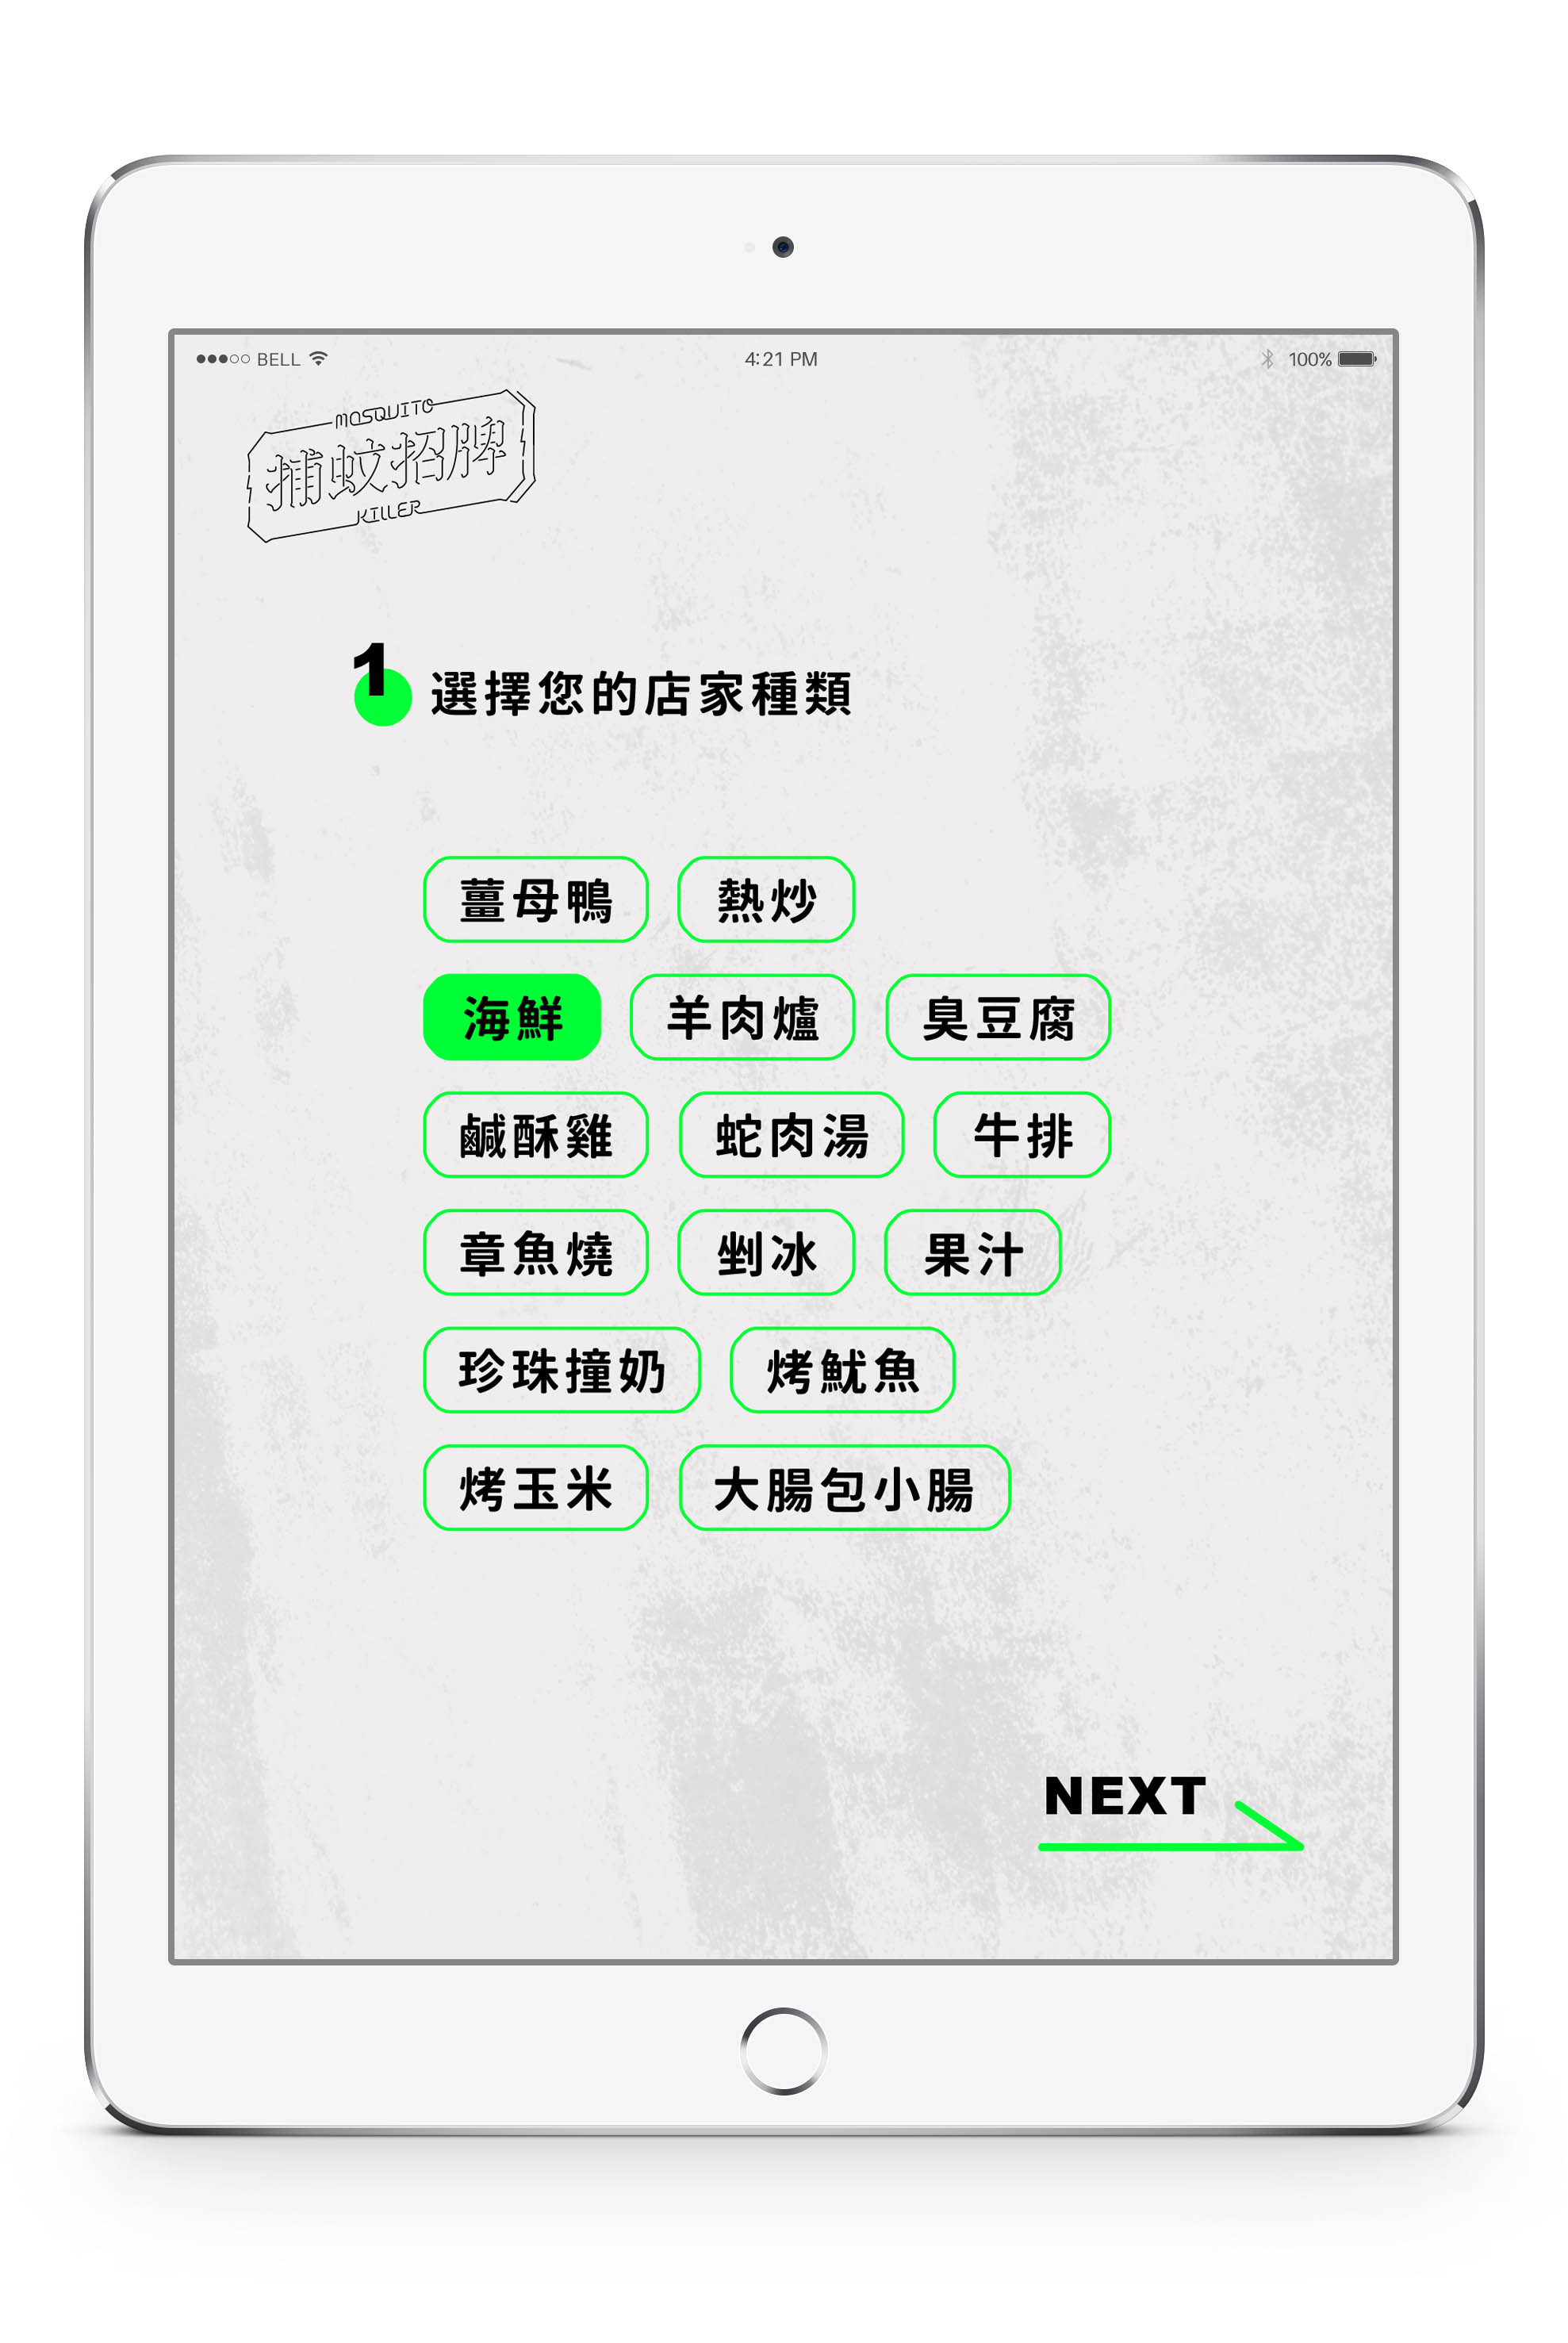 BELL 4:21 PM 100%
MOSQUITO
捕蚊招牌
KILLER
1 選擇您的店家種類
薑母鴨 熱炒
海鮮 羊肉爐 臭豆腐
鹹酥雞 蛇肉湯 牛排
章魚燒 剉冰 果汁
珍珠撞奶 烤魷魚
烤玉米 大腸包小腸
NEXT